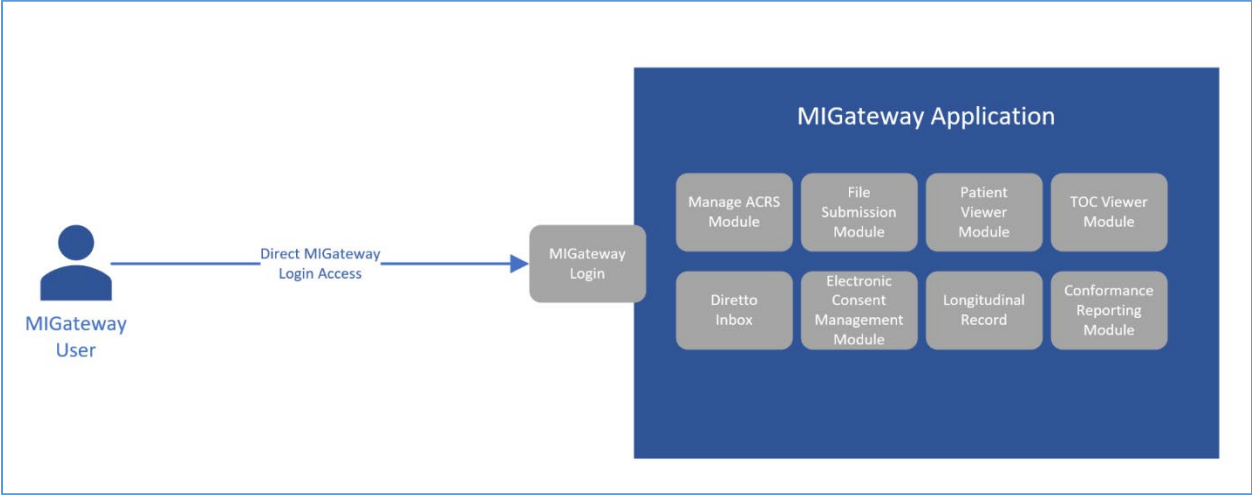 MIGateway Application
Manage ACRS
Module
File
Submission
Module
Patient
Viewer
Module
TOC Viewer
Module
Direct MIGateway
Login Access
MIGateway
Login
Diretto
Inbox
Electronic
Consent
Management
Module
Longitudinal
Record
Conformance
Reporting
Module
MIGateway
User